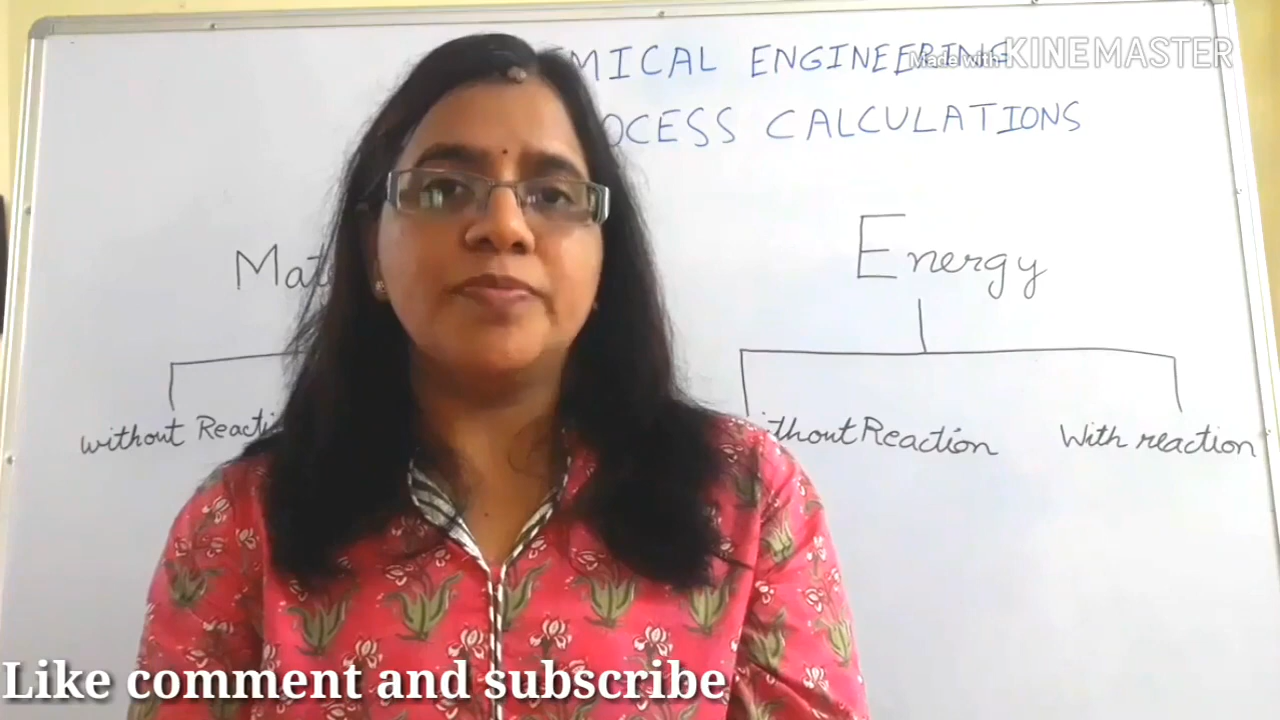 MICAL ENGINEERING
Made with KINEMASTER
OCESS CALCULATIONS
Mat
Energy
without Reacti
ithout Reaction
With reaction
Like comment and subscribe